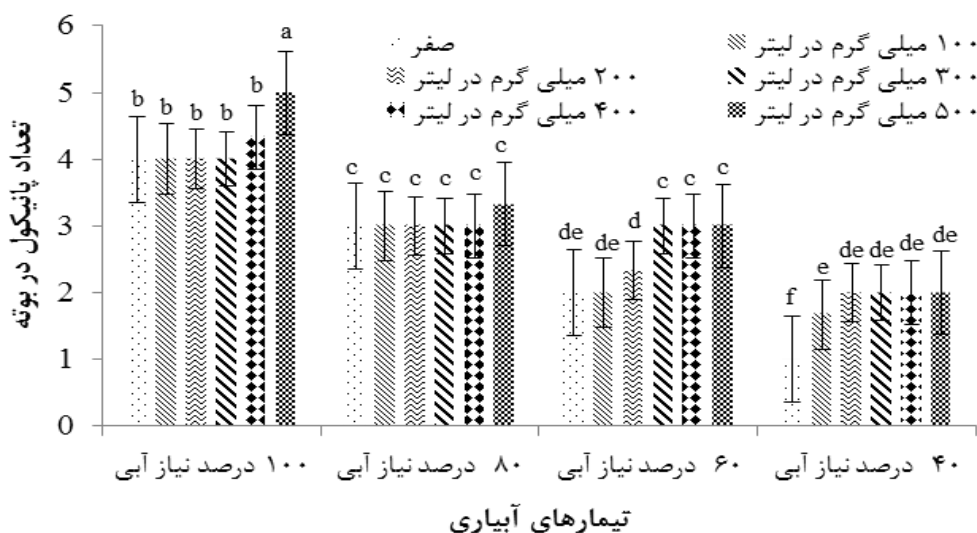 تعداد پانیکول در بوته
6
5
4
3
2
1
0
صفر
۱۰۰ میلی گرم در لیتر
۲۰۰ میلی گرم در لیتر
۳۰۰ میلی گرم در لیتر
۴۰۰ میلی گرم در لیتر
۵۰۰ میلی گرم در لیتر
b b b b b a
c c c c c c
de de d c c c
f e de de de de
۱۰۰ درصد نیاز آبی
۸۰ درصد نیاز آبی
۶۰ درصد نیاز آبی
۴۰ درصد نیاز آبی
تیمارهای آبیاری